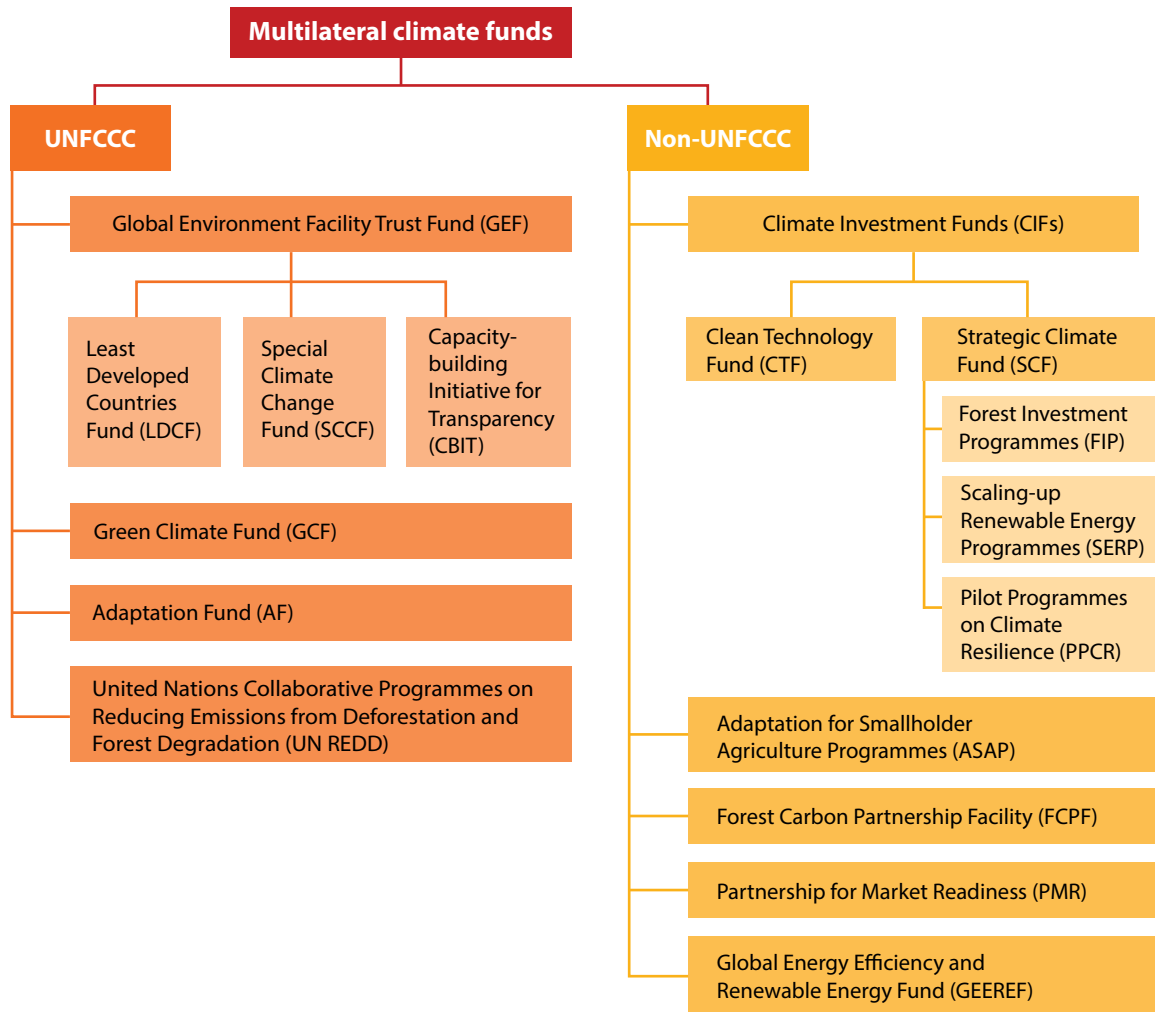 Multilateral climate funds
UNFCCC
Global Environment Facility Trust Fund (GEF)
Least
Developed
Countries
Fund (LDCF)
Special
Climate
Change
Fund (SCCF)
Capacity-
building
Initiative for
Transparency
(CBIT)
Green Climate Fund (GCF)
Adaptation Fund (AF)
United Nations Collaborative Programmes on
Reducing Emissions from Deforestation and
Forest Degradation (UN REDD)
Non-UNFCCC
Climate Investment Funds (CIFs)
Clean Technology
Fund (CTF)
Strategic Climate
Fund (SCF)
Forest Investment
Programmes (FIP)
Scaling-up
Renewable Energy
Programmes (SERP)
Pilot Programmes
on Climate
Resilience (PPCR)
Adaptation for Smallholder
Agriculture Programmes (ASAP)
Forest Carbon Partnership Facility (FCPF)
Partnership for Market Readiness (PMR)
Global Energy Efficiency and
Renewable Energy Fund (GEEREF)